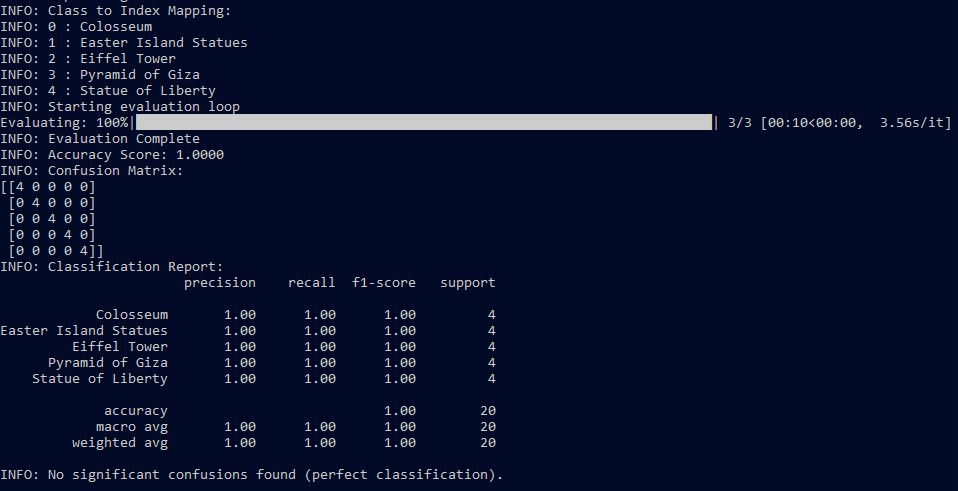 INFO: Class to Index Mapping:
INFO: 0 : Colosseum
INFO: 1 : Easter Island Statues
INFO: 2 : Eiffel Tower
INFO: 3 : Pyramid of Giza
INFO: 4 : Statue of Liberty
INFO: Starting evaluation loop
Evaluating: 100%|██████████| 3/3 [00:10<00:00,  3.56s/it]
INFO: Evaluation Complete
INFO: Accuracy Score: 1.0000
INFO: Confusion Matrix:
[[4 0 0 0 0]
 [0 4 0 0 0]
 [0 0 4 0 0]
 [0 0 0 4 0]
 [0 0 0 0 4]]
INFO: Classification Report:
                       precision    recall  f1-score   support

            Colosseum       1.00      1.00      1.00         4
Easter Island Statues       1.00      1.00      1.00         4
         Eiffel Tower       1.00      1.00      1.00         4
      Pyramid of Giza       1.00      1.00      1.00         4
    Statue of Liberty       1.00      1.00      1.00         4

             accuracy                           1.00        20
            macro avg       1.00      1.00      1.00        20
         weighted avg       1.00      1.00      1.00        20

INFO: No significant confusions found (perfect classification).